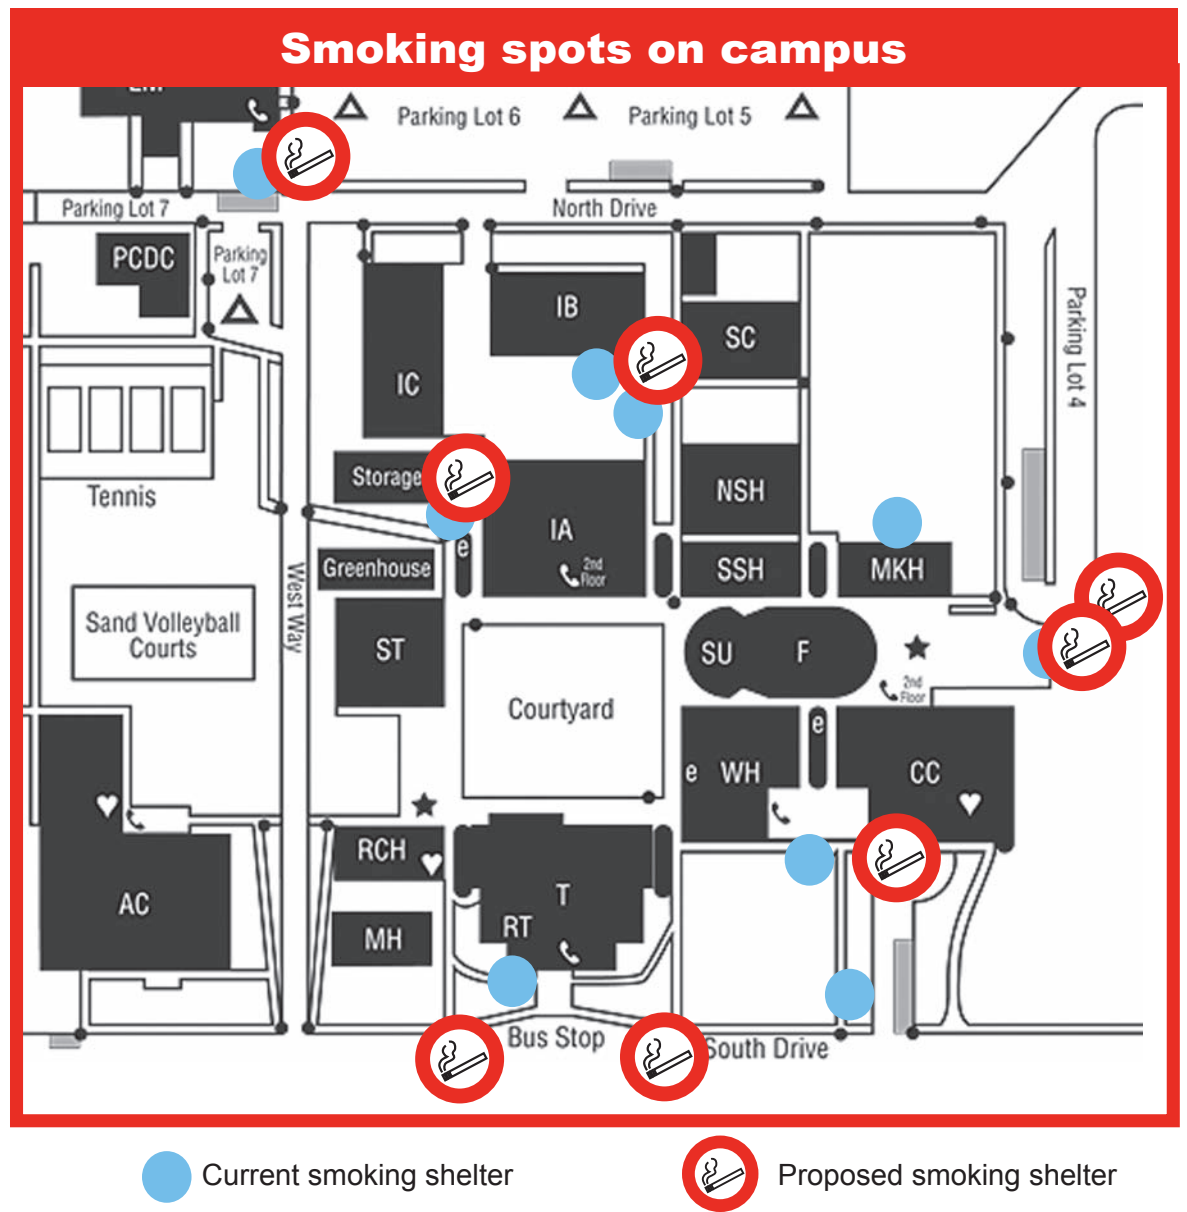 Smoking spots on campus
Parking Lot 6
Parking Lot 5
Parking Lot 7
North Drive
PCDC
Parking
Lot 7
IB
SC
Parking Lot 4
IC
Tennis
Storage
NSH
IA
e
2nd
Floor
Greenhouse
SSH
MKH
West Way
Sand Volleyball
Courts
ST
SU
F
2nd
Floor
Courtyard
e
e
WH
CC
RCH
AC
T
RT
MH
Bus Stop
South Drive
Current smoking shelter
Proposed smoking shelter